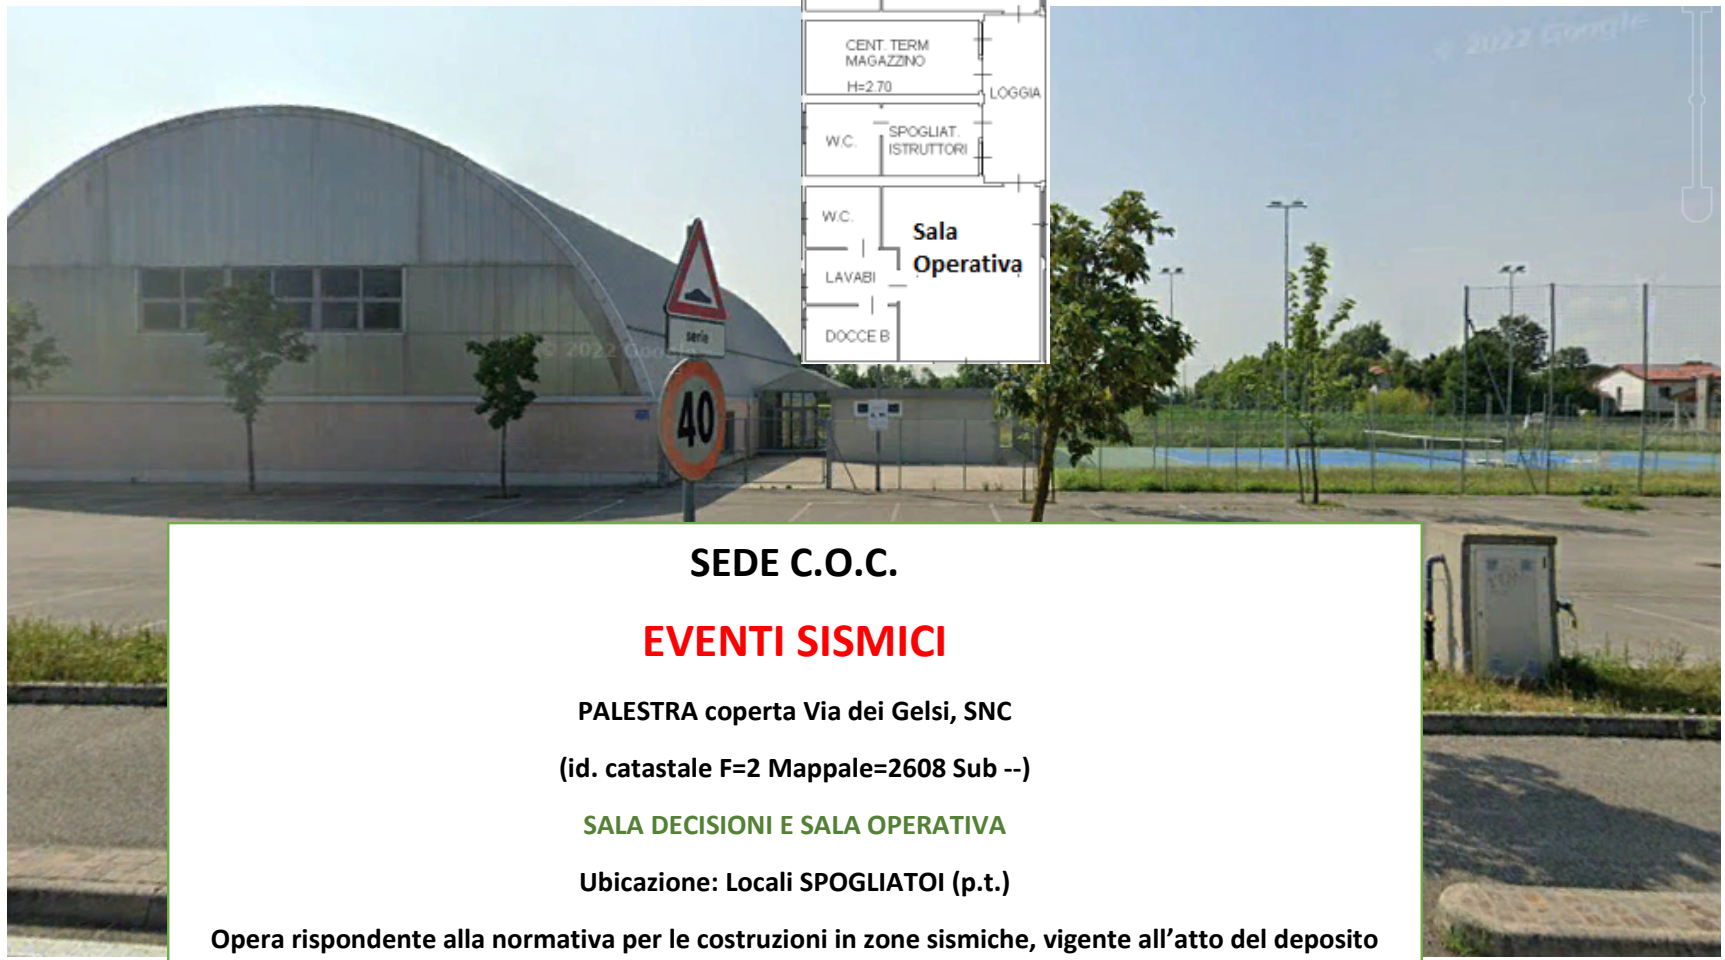 © 2022 Google
CENT. TERM
MAGAZZINO
H=2.70
LOGGIA
W.C.
SPOGLIAT.
ISTRUTTORI
W.C.
Sala
Operativa
LAVABI
DOCCE B
serie
© 2022 Google
40
SEDE C.O.C.
EVENTI SISMICI
PALESTRA coperta Via dei Gelsi, SNC
(id. catastale F=2 Mappale=2608 Sub --)
SALA DECISIONI E SALA OPERATIVA
Ubicazione: Locali SPOGLIATOI (p.t.)
Opera rispondente alla normativa per le costruzioni in zone sismiche, vigente all’atto del deposito